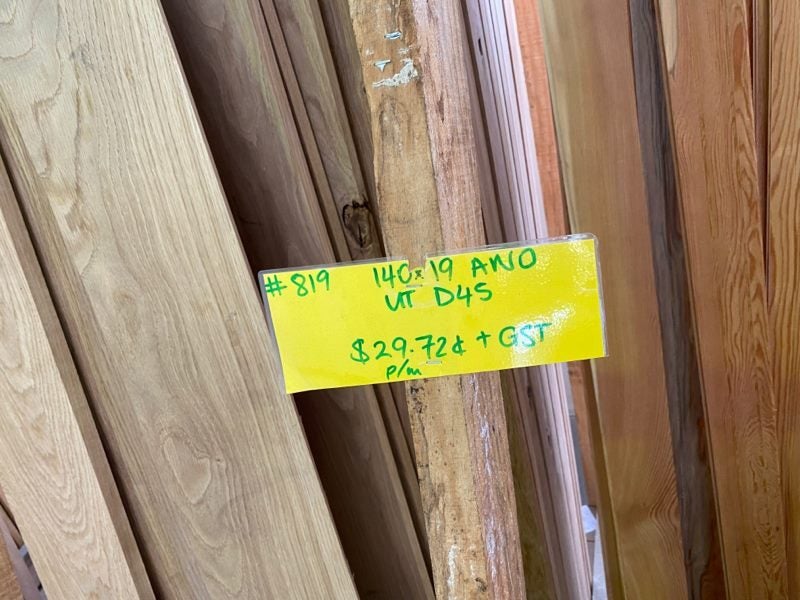 #819 140x19 AWO
UT D4S
$29.72¢ + GST
p/m